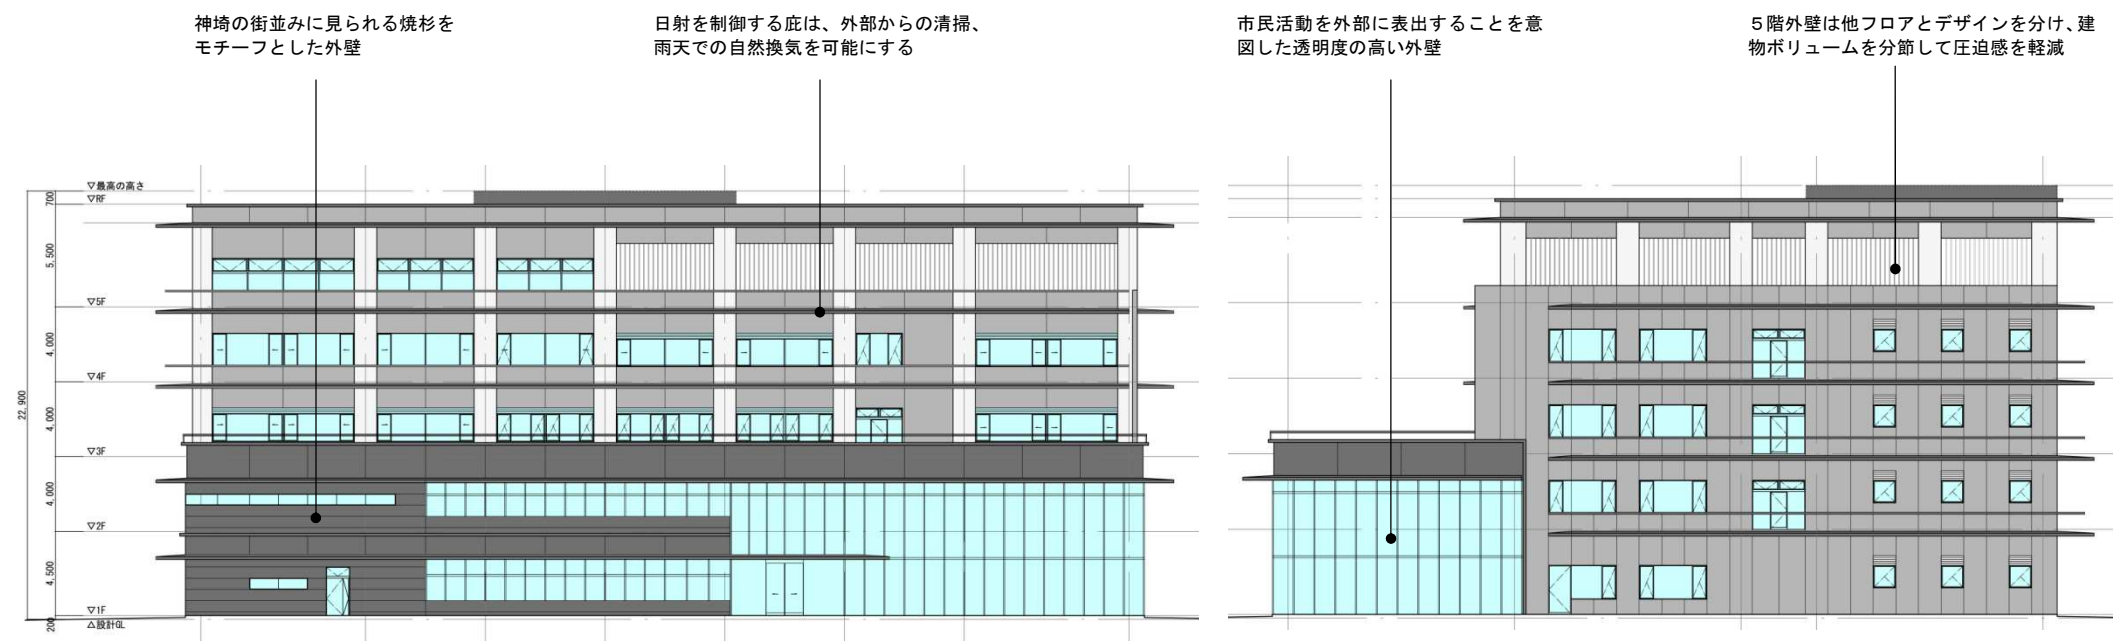 神埼の街並みに見られる焼杉を
モチーフとした外壁
日射を制御する庇は、外部からの清掃、
雨天での自然換気を可能にする
市民活動を外部に表出することを意
図した透明度の高い外壁
５階外壁は他フロアとデザインを分け、建
物ボリュームを分節して圧迫感を軽減
▽最高の高さ
700
▽RF
5,500
▽5F
4,000
▽4F
22,900
4,000
▽3F
4,000
▽2F
4,500
▽1F
200
△設計GL